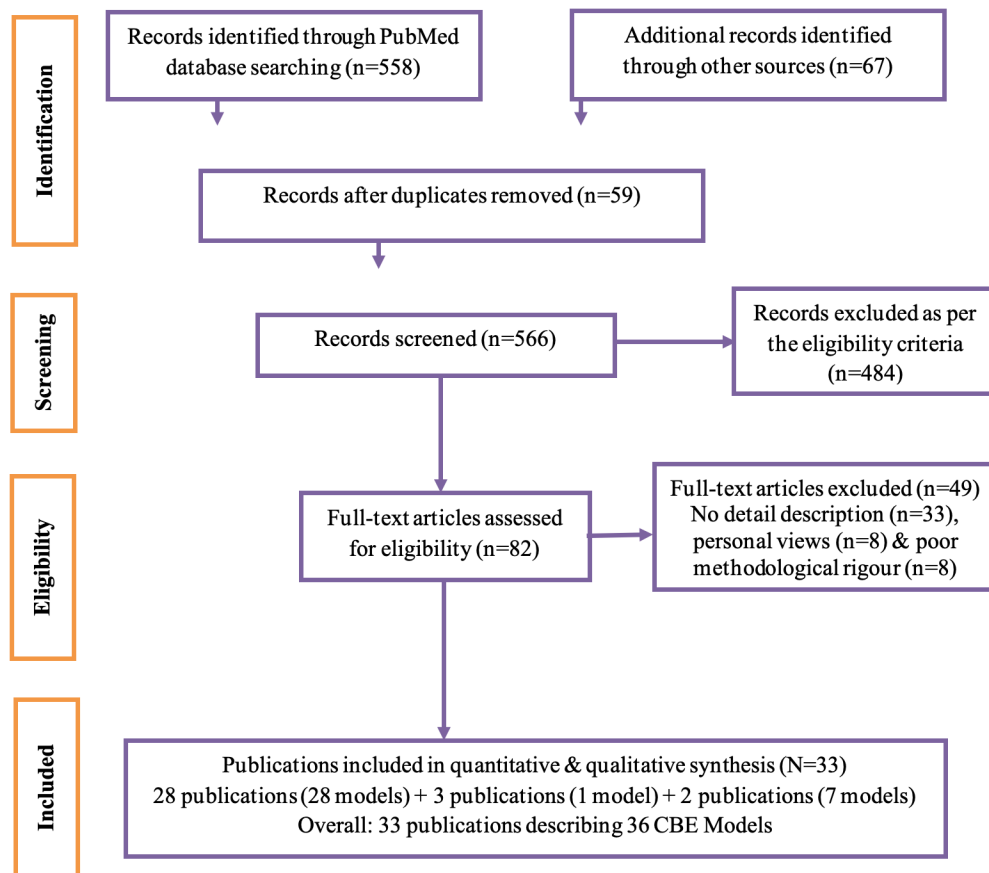 Identification
Records identified through PubMed
database searching (n=558)
Additional records identified
through other sources (n=67)
Records after duplicates removed (n=59)
Screening
Records screened (n=566)
Records excluded as per
the eligibility criteria
(n=484)
Eligibility
Full-text articles assessed
for eligibility (n=82)
Full-text articles excluded (n=49)
No detail description (n=33),
personal views (n=8) & poor
methodological rigour (n=8)
Included
Publications included in quantitative & qualitative synthesis (N=33)
28 publications (28 models) + 3 publications (1 model) + 2 publications (7 models)
Overall: 33 publications describing 36 CBE Models